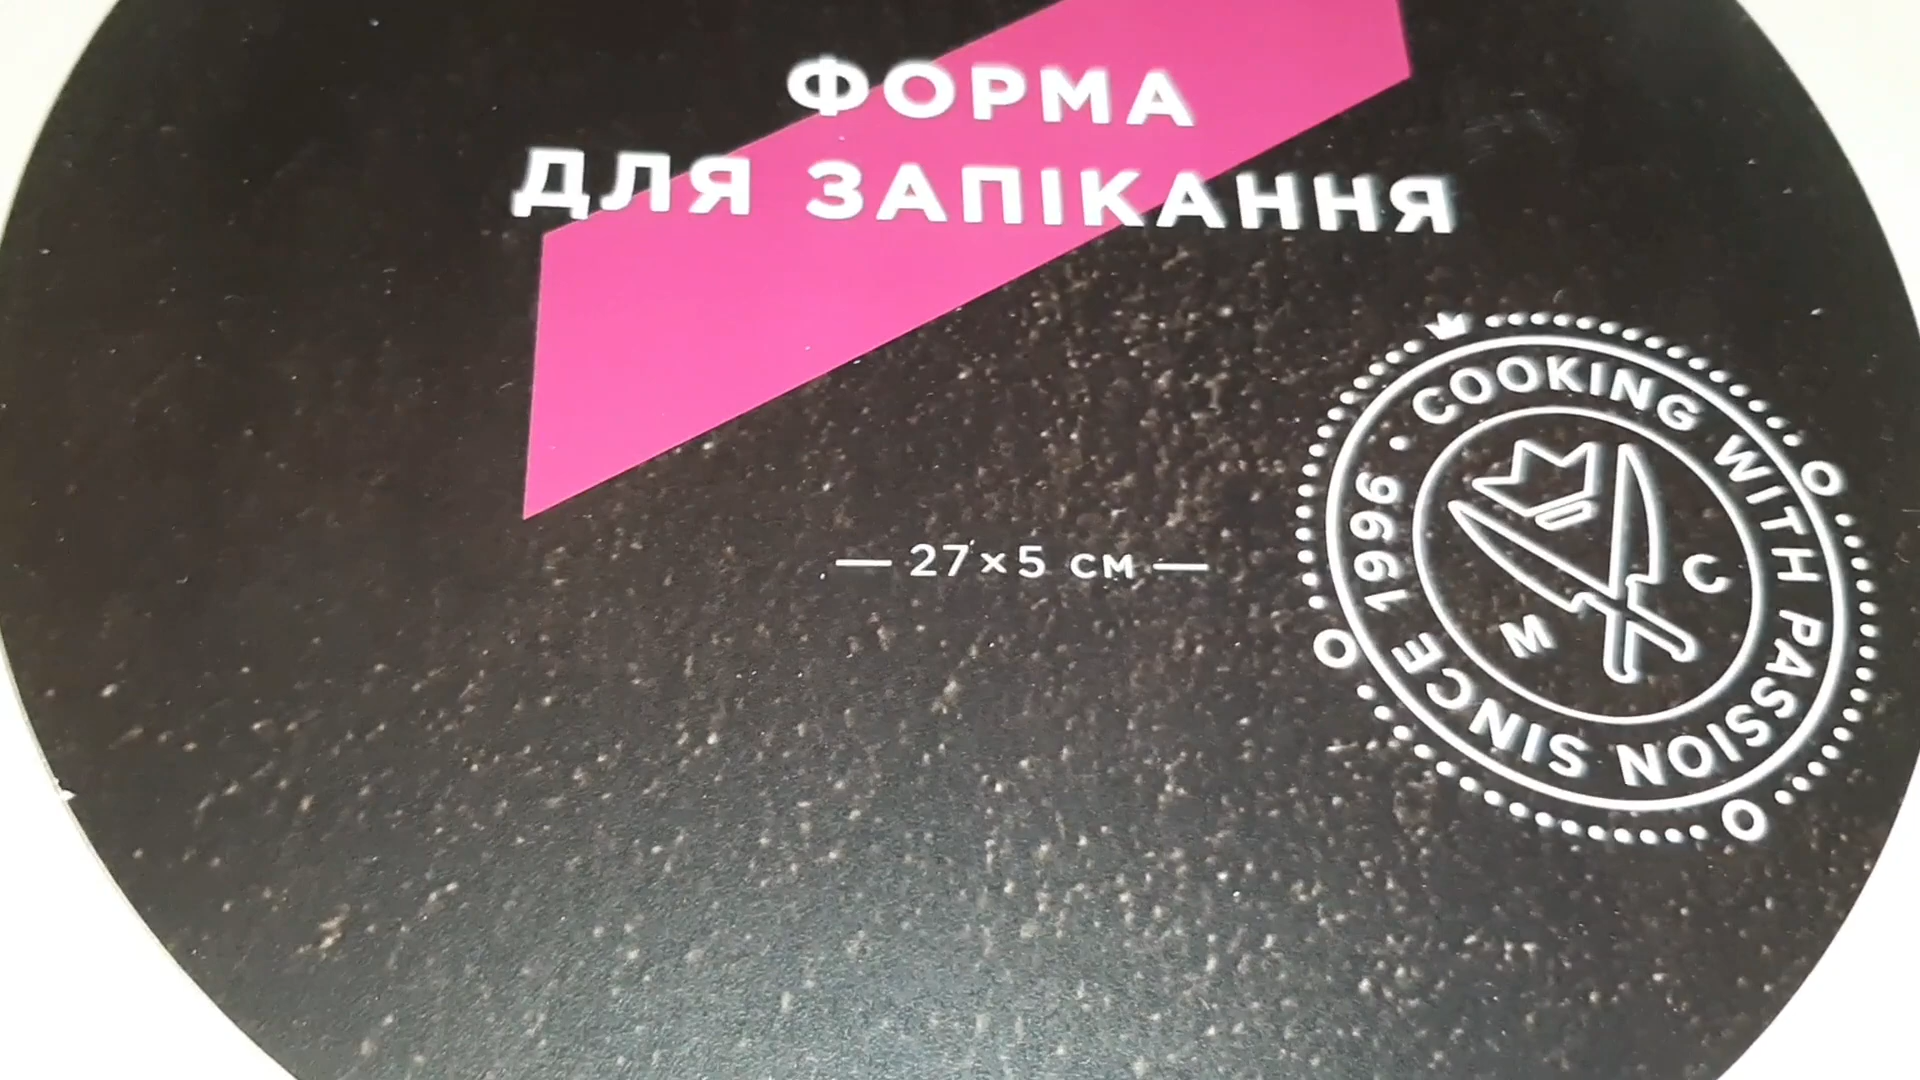 ФОРМА
ДЛЯ ЗАПІКАННЯ
— 27×5 см —
COOKING WITH PASSION SINCE 1996 •
M C